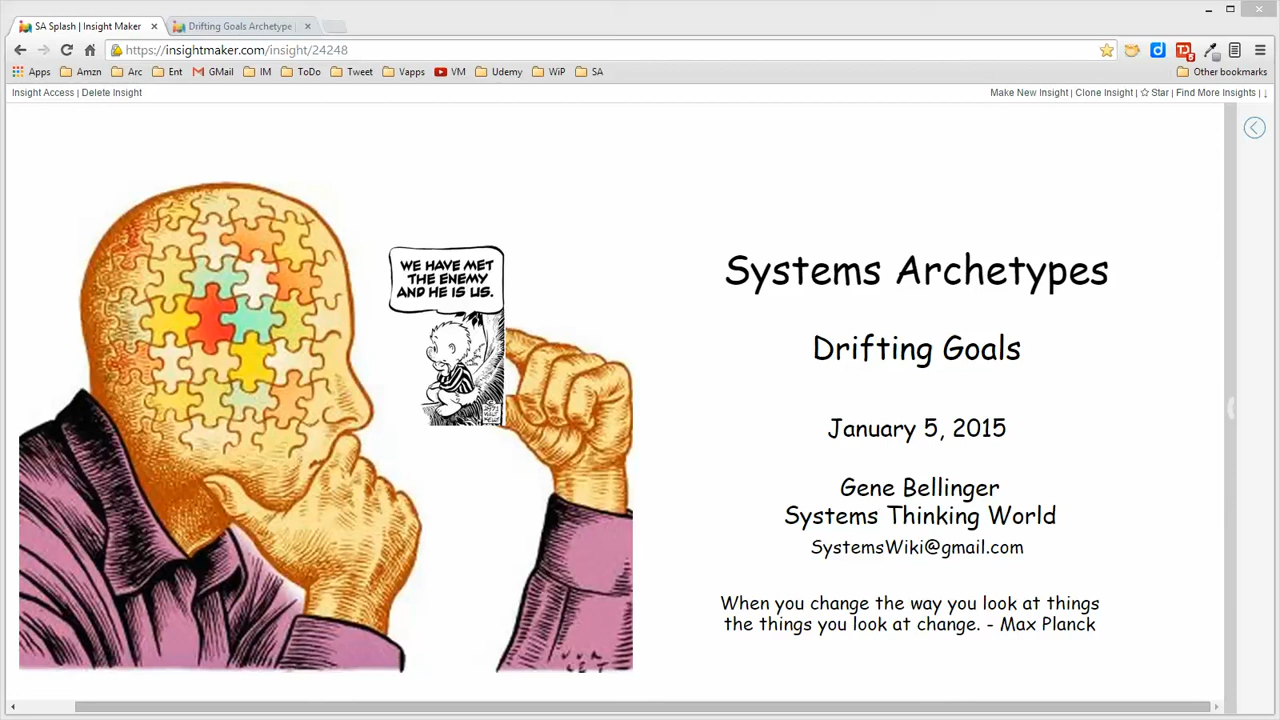 SA Splash | Insight Maker
Drifting Goals Archetype |
https://insightmaker.com/insight/24248
Apps Amzn Arc Ent GMail IM ToDo Tweet Vapps VM Udemy WiP SA Other bookmarks
Insight Access | Delete Insight Make New Insight | Clone Insight | Star | Find More Insights |
WE HAVE MET
THE ENEMY
AND HE IS US.
Systems Archetypes
Drifting Goals
January 5, 2015
Gene Bellinger
Systems Thinking World
SystemsWiki@gmail.com
When you change the way you look at things
the things you look at change. - Max Planck